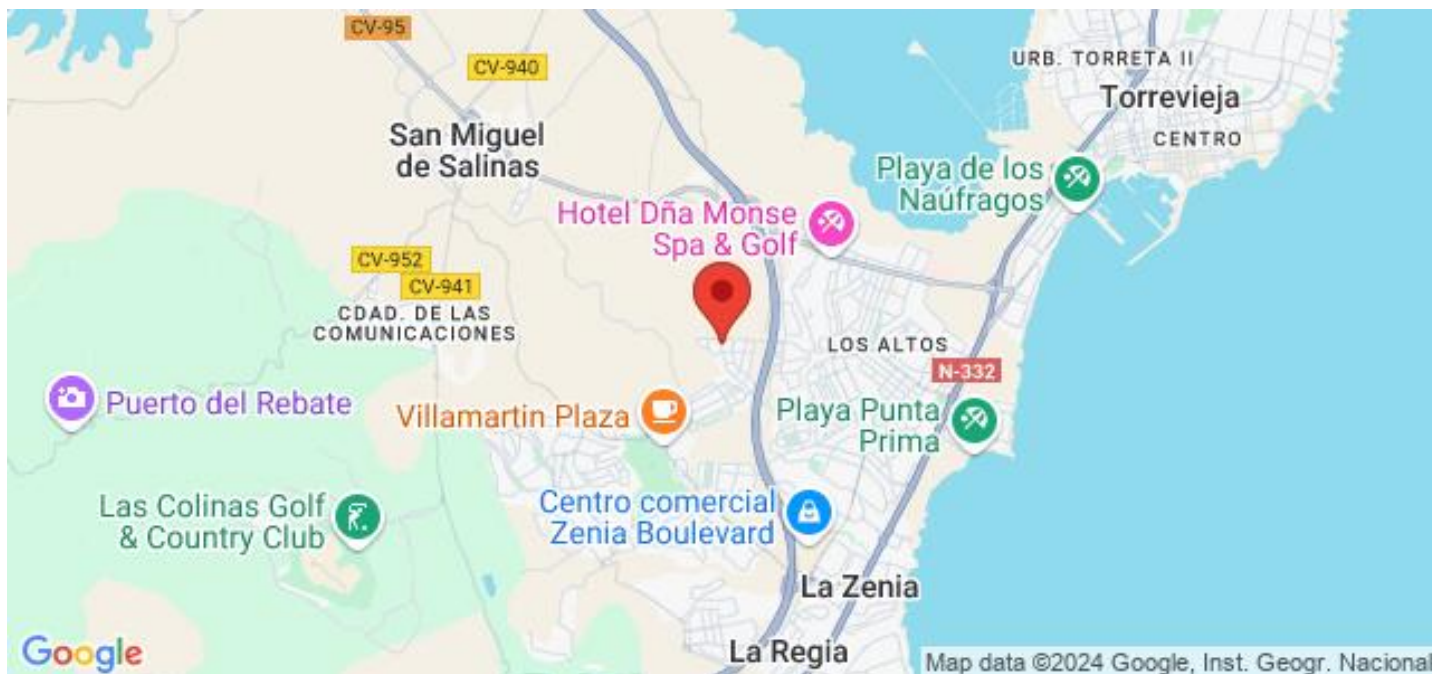 CV-95
CV-940
URB. TORRETA II
Torrevieja
CENTRO
San Miguel
de Salinas
Playa de los
Naúfragos
Hotel Dña Monse
Spa & Golf
CV-952
CV-941
CDAD. DE LAS
COMUNICACIONES
LOS ALTOS
N-332
Puerto del Rebate
Villamartin Plaza
Playa Punta
Prima
Las Colinas Golf
& Country Club
Centro comercial
Zenia Boulevard
La Zenia
La Regia
Google
Map data ©2024 Google, Inst. Geogr. Nacional